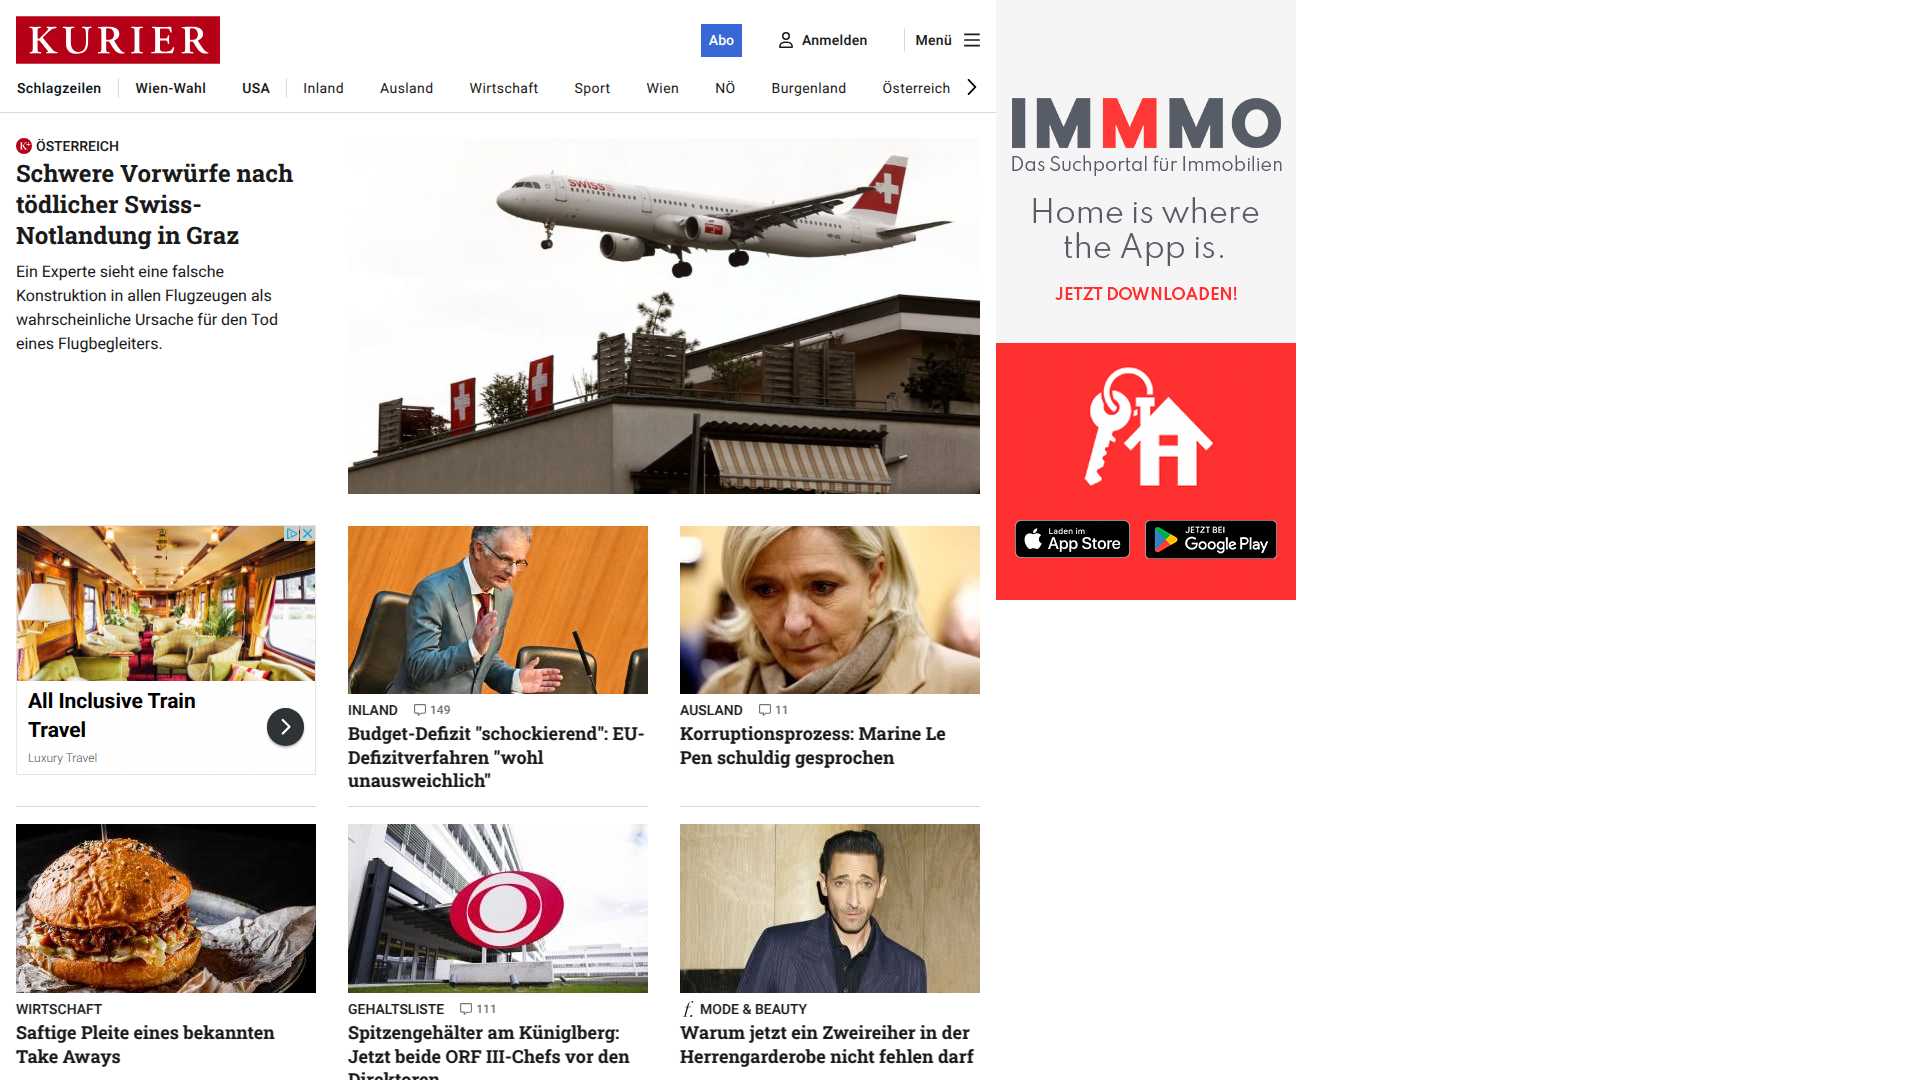 KURIER
Abo
Anmelden
Menü
Schlagzeilen
Wien-Wahl
USA
Inland
Ausland
Wirtschaft
Sport
Wien
NÖ
Burgenland
Österreich
K+ ÖSTERREICH
Schwere Vorwürfe nach
tödlicher Swiss-
Notlandung in Graz
Ein Experte sieht eine falsche
Konstruktion in allen Flugzeugen als
wahrscheinliche Ursache für den Tod
eines Flugbegleiters.
SWISS
IMMMO
Das Suchportal für Immobilien
Home is where
the App is.
JETZT DOWNLOADEN!
Laden im
App Store
JETZT BEI
Google Play
All Inclusive Train
Travel
Luxury Travel
INLAND 149
Budget-Defizit "schockierend": EU-
Defizitverfahren "wohl
unausweichlich"
AUSLAND 11
Korruptionsprozess: Marine Le
Pen schuldig gesprochen
WIRTSCHAFT
Saftige Pleite eines bekannten
Take Aways
GEHALTSLISTE 111
Spitzengehälter am Küniglberg:
Jetzt beide ORF III-Chefs vor den
Direktoren
f. MODE & BEAUTY
Warum jetzt ein Zweireiher in der
Herrengarderobe nicht fehlen darf